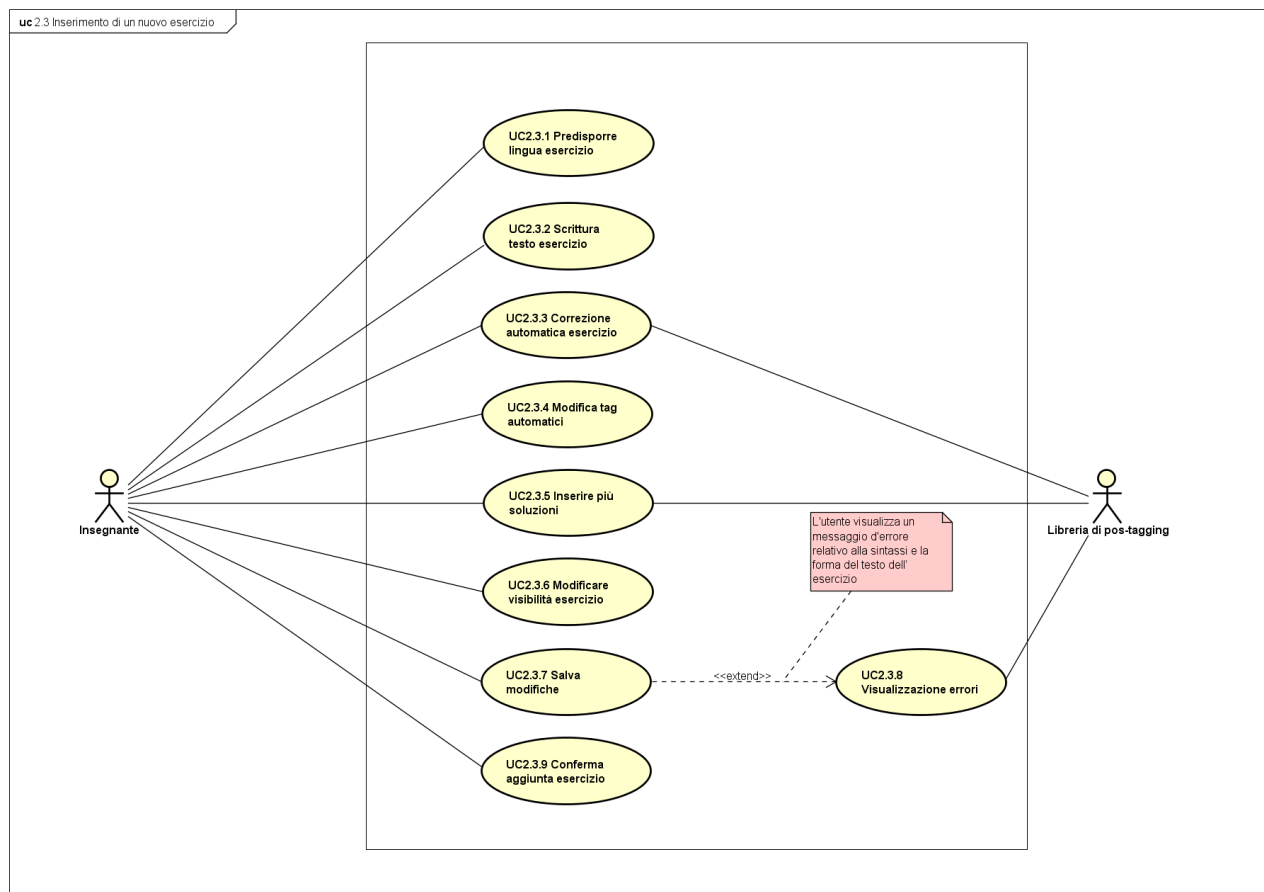 uc 2.3 Inserimento di un nuovo esercizio
UC2.3.1 Predisporre
lingua esercizio
UC2.3.2 Scrittura
testo esercizio
UC2.3.3 Correzione
automatica esercizio
UC2.3.4 Modifica tag
automatici
Insegnante
UC2.3.5 Inserire più
soluzioni
L'utente visualizza un
messaggio d'errore
relativo alla sintassi e la
forma del testo dell'
esercizio
Libreria di pos-tagging
UC2.3.6 Modificare
visibilità esercizio
UC2.3.7 Salva
modifiche
<<extend>>
UC2.3.8
Visualizzazione errori
UC2.3.9 Conferma
aggiunta esercizio